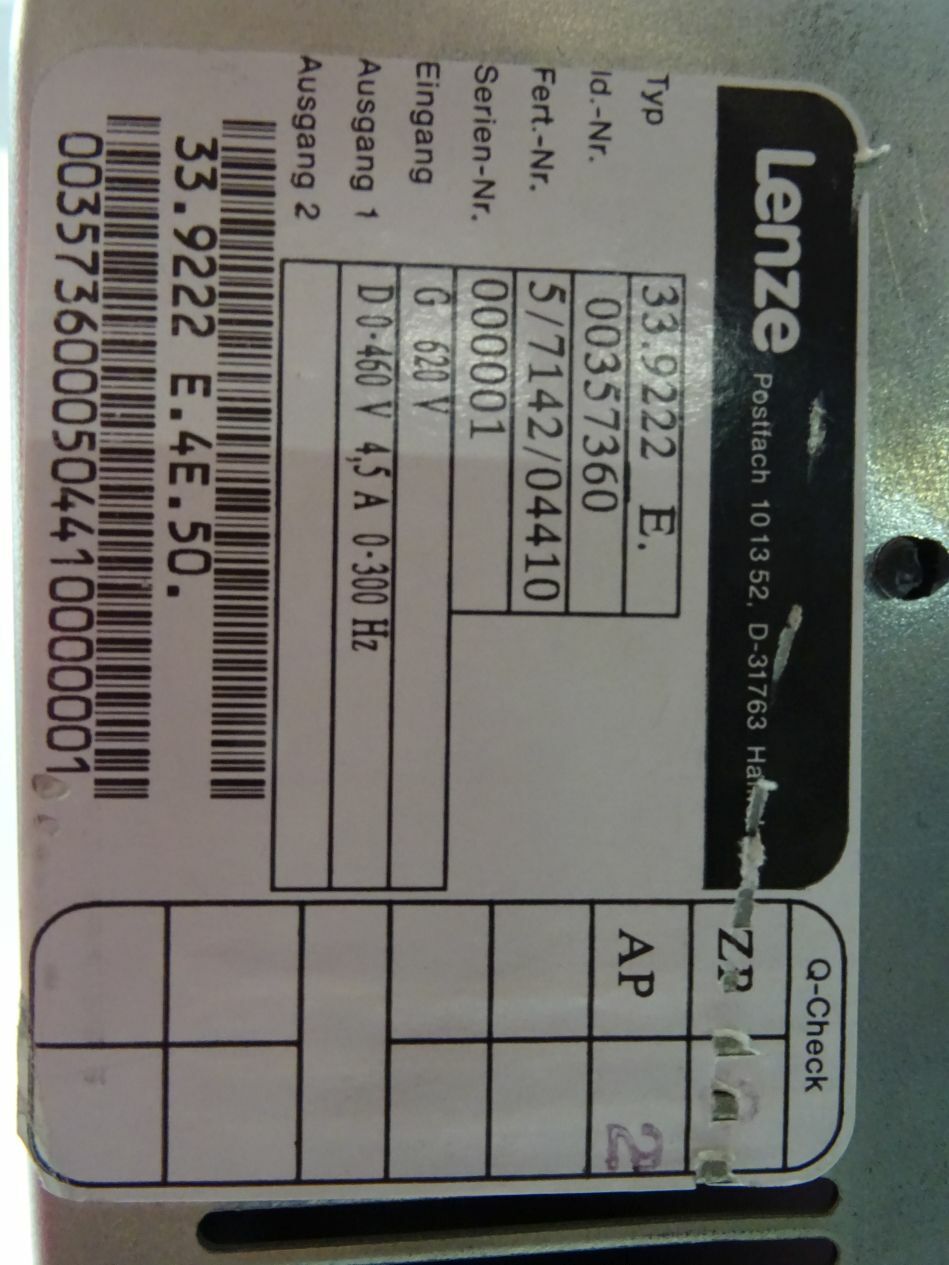 Lenze Postfach 10 13 52, D-31763
Typ 33.9222 E.
Id.-Nr. 00357360
Fert.-Nr. 5/7142/04410
Serien-Nr. 000001
Eingang G 620 V
Ausgang 1 D 0-460 V 4,5 A 0-300 Hz
Ausgang 2
33.9222 E.4E.50.
003573600050441000001
Q-Check
ZP
AP 2